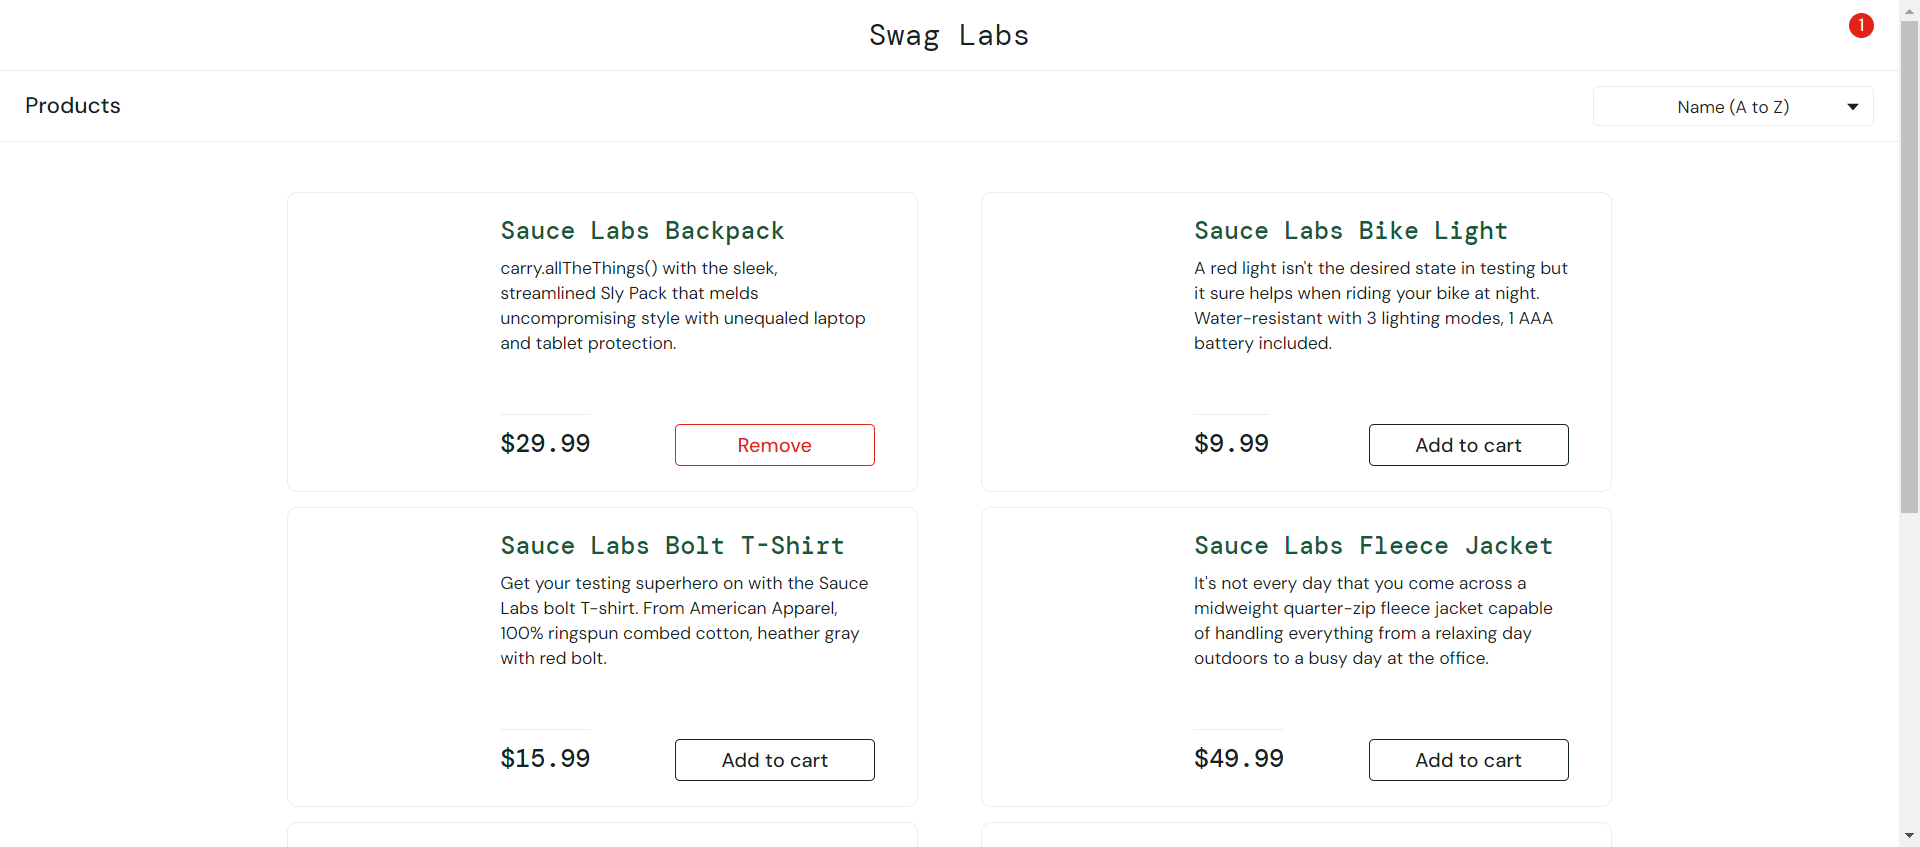 Swag Labs
1
Products
Name (A to Z)
Sauce Labs Backpack
carry.allTheThings() with the sleek,
streamlined Sly Pack that melds
uncompromising style with unequaled laptop
and tablet protection.
$29.99
Remove
Sauce Labs Bike Light
A red light isn't the desired state in testing but
it sure helps when riding your bike at night.
Water-resistant with 3 lighting modes, 1 AAA
battery included.
$9.99
Add to cart
Sauce Labs Bolt T-Shirt
Get your testing superhero on with the Sauce
Labs bolt T-shirt. From American Apparel,
100% ringspun combed cotton, heather gray
with red bolt.
$15.99
Add to cart
Sauce Labs Fleece Jacket
It's not every day that you come across a
midweight quarter-zip fleece jacket capable
of handling everything from a relaxing day
outdoors to a busy day at the office.
$49.99
Add to cart